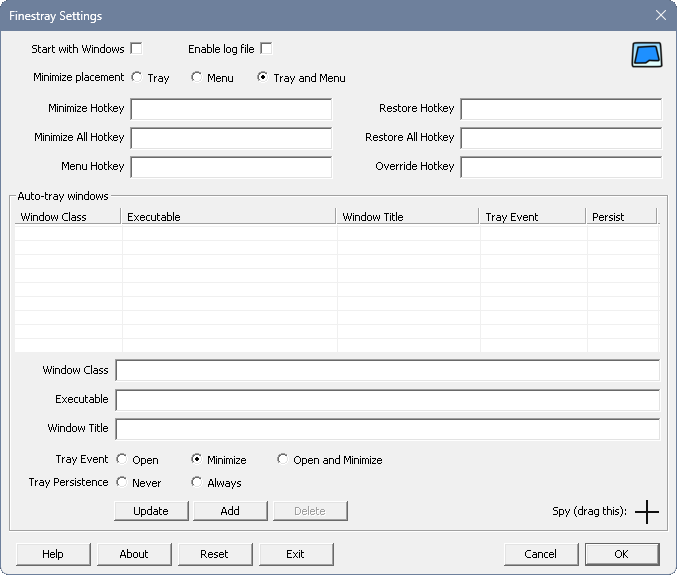 Finestray Settings
Start with Windows Enable log file
Minimize placement Tray Menu Tray and Menu
Minimize Hotkey Restore Hotkey
Minimize All Hotkey Restore All Hotkey
Menu Hotkey Override Hotkey
Auto-tray windows
Window Class Executable Window Title Tray Event Persist
Window Class
Executable
Window Title
Tray Event Open Minimize Open and Minimize
Tray Persistence Never Always
Update Add Delete Spy (drag this):
Help About Reset Exit Cancel OK